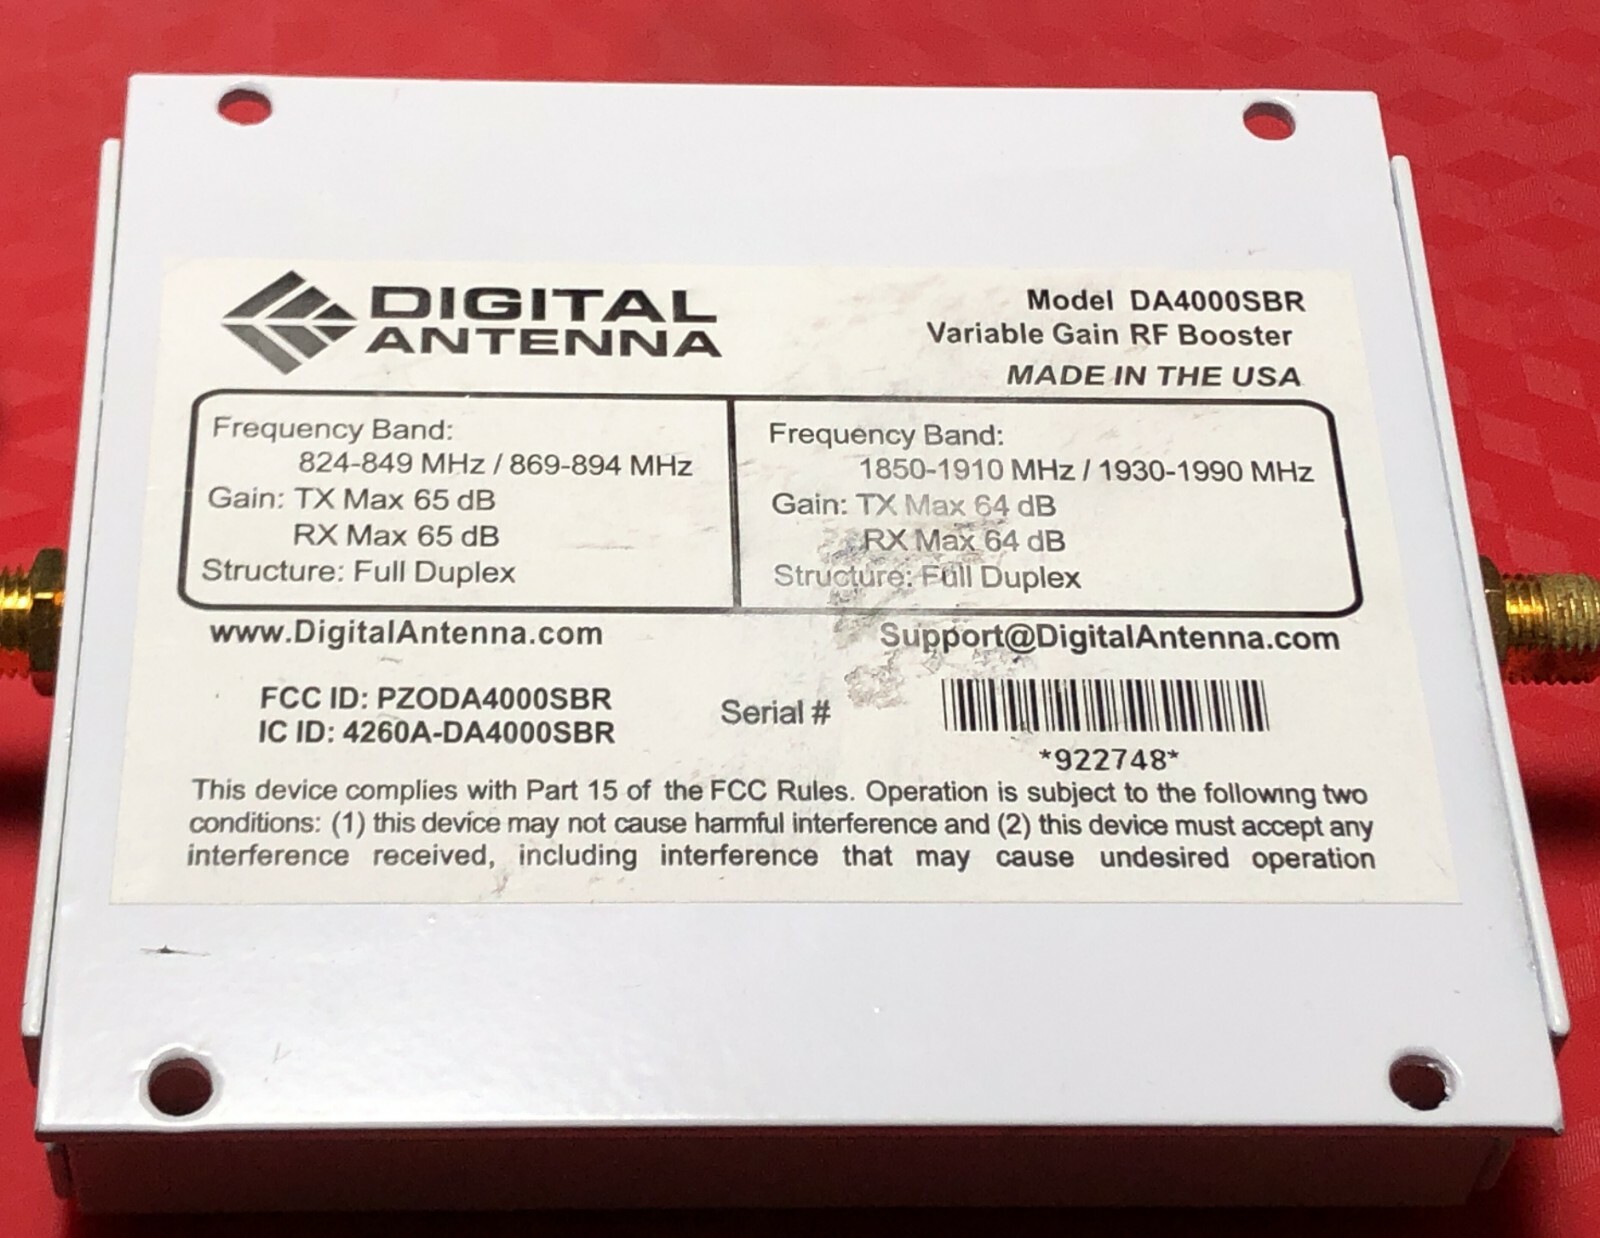 DIGITAL
ANTENNA
Model DA4000SBR
Variable Gain RF Booster
MADE IN THE USA
Frequency Band:
824-849 MHz / 869-894 MHz
Gain: TX Max 65 dB
RX Max 65 dB
Structure: Full Duplex
Frequency Band:
1850-1910 MHz / 1930-1990 MHz
Gain: TX Max 64 dB
RX Max 64 dB
Structure: Full Duplex
www.DigitalAntenna.com
Support@DigitalAntenna.com
FCC ID: PZODA4000SBR
IC ID: 4260A-DA4000SBR
Serial #
*922748*
This device complies with Part 15 of the FCC Rules. Operation is subject to the following two
conditions: (1) this device may not cause harmful interference and (2) this device must accept any
interference received, including interference that may cause undesired operation